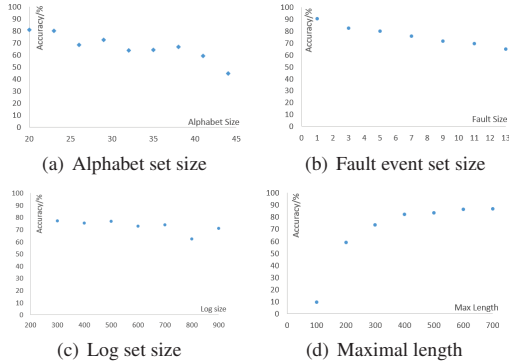 100
90
80
70
60
50
40
30
20
10
0
Accuracy/%
Alphabet Size
20 25 30 35 40 45
(a) Alphabet set size
100
90
80
70
60
50
40
30
20
10
0
Accuracy/%
Fault Size
0 1 2 3 4 5 6 7 8 9 10 11 12 13
(b) Fault event set size
100
90
80
70
60
50
40
30
20
10
0
Accuracy/%
Log size
200 300 400 500 600 700 800 900
(c) Log set size
100
90
80
70
60
50
40
30
20
10
0
Accuracy/%
Max Length
0 100 200 300 400 500 600 700
(d) Maximal length